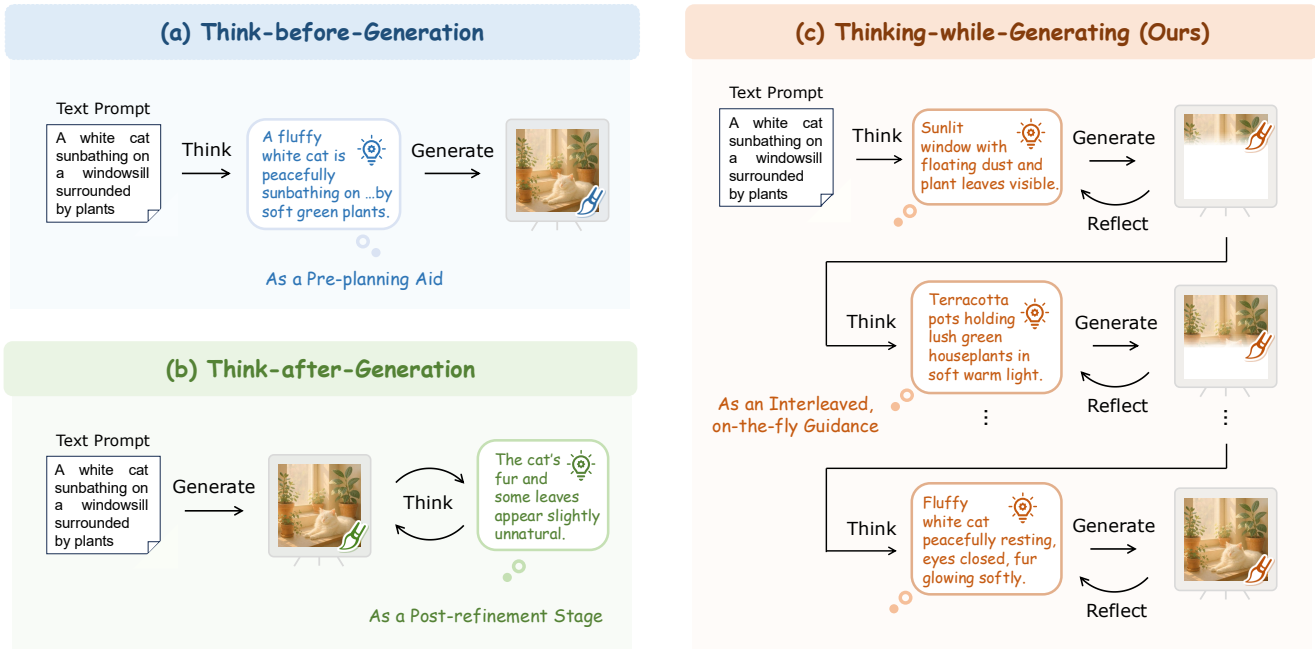 (a) Think-before-Generation
Text Prompt
A white cat
sunbathing on
a windowsill
surrounded
by plants
Think
A fluffy
white cat is
peacefully
sunbathing on ...by
soft green plants.
Generate
As a Pre-planning Aid
(b) Think-after-Generation
Text Prompt
A white cat
sunbathing on
a windowsill
surrounded
by plants
Generate
Think
The cat's
fur and
some leaves
appear slightly
unnatural.
As a Post-refinement Stage
(c) Thinking-while-Generating (Ours)
Text Prompt
A white cat
sunbathing on
a windowsill
surrounded
by plants
Think
Sunlit
window with
floating dust and
plant leaves visible.
Generate
Reflect
Think
Terracotta
pots holding
lush green
houseplants in
soft warm light.
Generate
Reflect
As an Interleaved,
on-the-fly Guidance
⋮
⋮
Think
Fluffy
white cat
peacefully resting,
eyes closed, fur
glowing softly.
Generate
Reflect